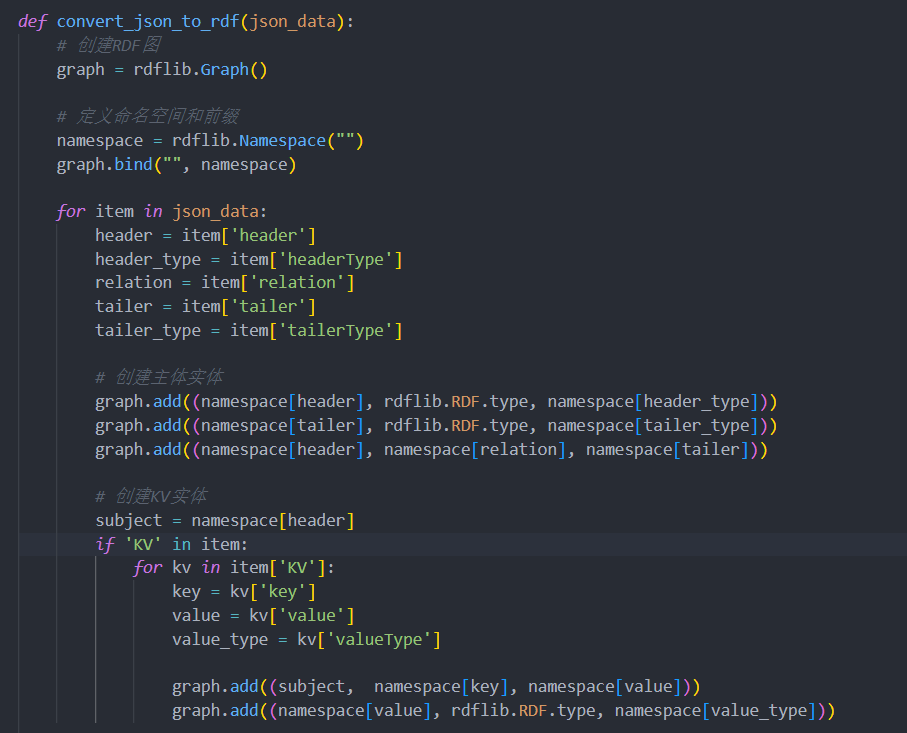 def convert_json_to_rdf(json_data):
    # 创建RDF图
    graph = rdflib.Graph()
    # 定义命名空间和前缀
    namespace = rdflib.Namespace("")
    graph.bind("", namespace)
    for item in json_data:
        header = item['header']
        header_type = item['headerType']
        relation = item['relation']
        tailer = item['tailer']
        tailer_type = item['tailerType']
        # 创建主体实体
        graph.add((namespace[header], rdflib.RDF.type, namespace[header_type]))
        graph.add((namespace[tailer], rdflib.RDF.type, namespace[tailer_type]))
        graph.add((namespace[header], namespace[relation], namespace[tailer]))
        # 创建KV实体
        subject = namespace[header]
        if 'KV' in item:
            for kv in item['KV']:
                key = kv['key']
                value = kv['value']
                value_type = kv['valueType']
                graph.add((subject,  namespace[key], namespace[value]))
                graph.add((namespace[value], rdflib.RDF.type, namespace[value_type]))